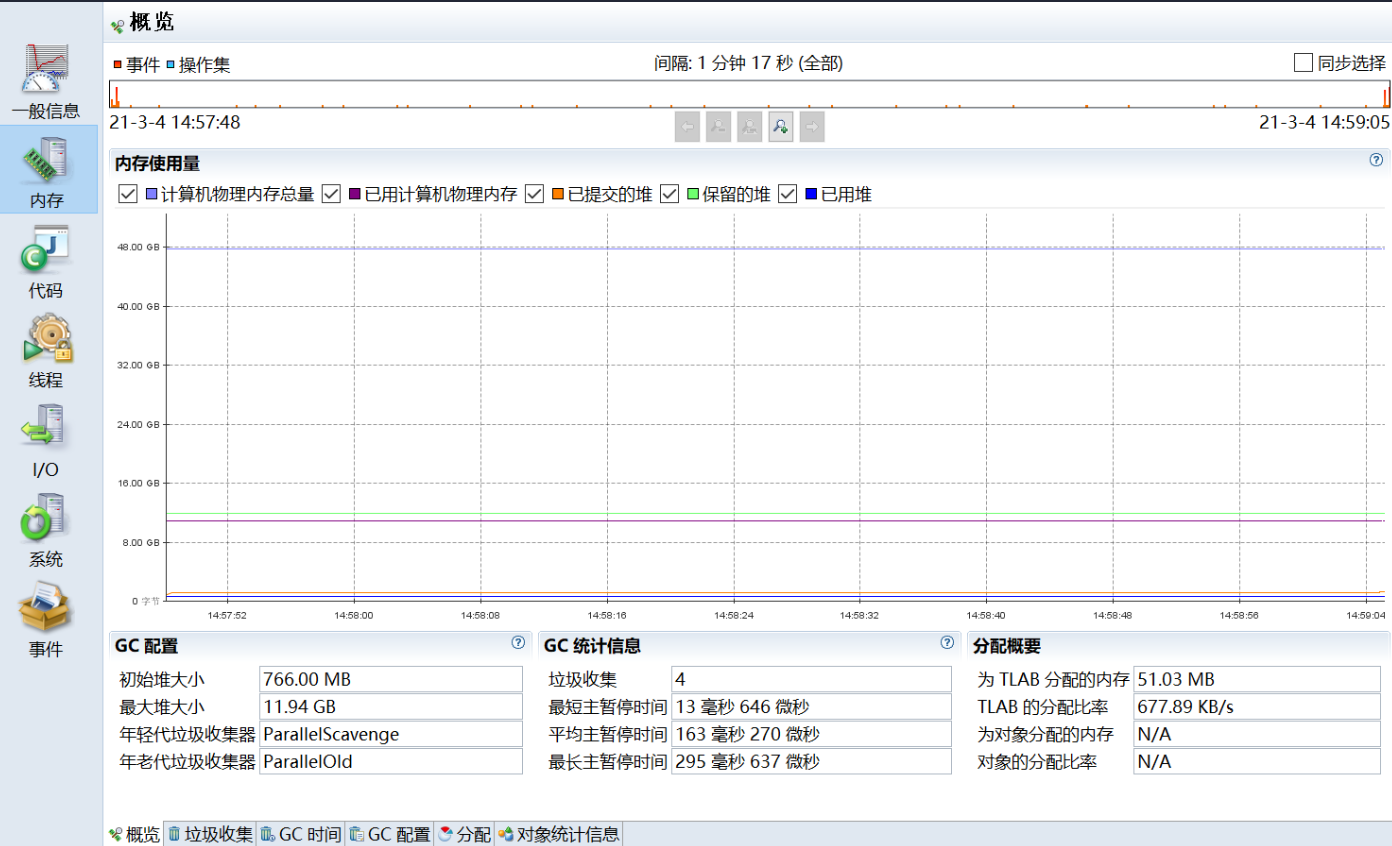 概览
事件 操作集 间隔: 1 分钟 17 秒 (全部) 同步选择
21-3-4 14:57:48 21-3-4 14:59:05
一般信息
内存
代码
线程
I/O
系统
事件
内存使用量
计算机物理内存总量 已用计算机物理内存 已提交的堆 保留的堆 已用堆
48.00 GB
40.00 GB
32.00 GB
24.00 GB
16.00 GB
8.00 GB
0 字节
14:57:52 14:58:00 14:58:08 14:58:16 14:58:24 14:58:32 14:58:40 14:58:48 14:58:56 14:59:04
GC 配置
初始堆大小 766.00 MB
最大堆大小 11.94 GB
年轻代垃圾收集器 ParallelScavenge
年老代垃圾收集器 ParallelOld
GC 统计信息
垃圾收集 4
最短主暂停时间 13 毫秒 646 微秒
平均主暂停时间 163 毫秒 270 微秒
最长主暂停时间 295 毫秒 637 微秒
分配概要
为 TLAB 分配的内存 51.03 MB
TLAB 的分配比率 677.89 KB/s
为对象分配的内存 N/A
对象的分配比率 N/A
概览 垃圾收集 GC 时间 GC 配置 分配 对象统计信息